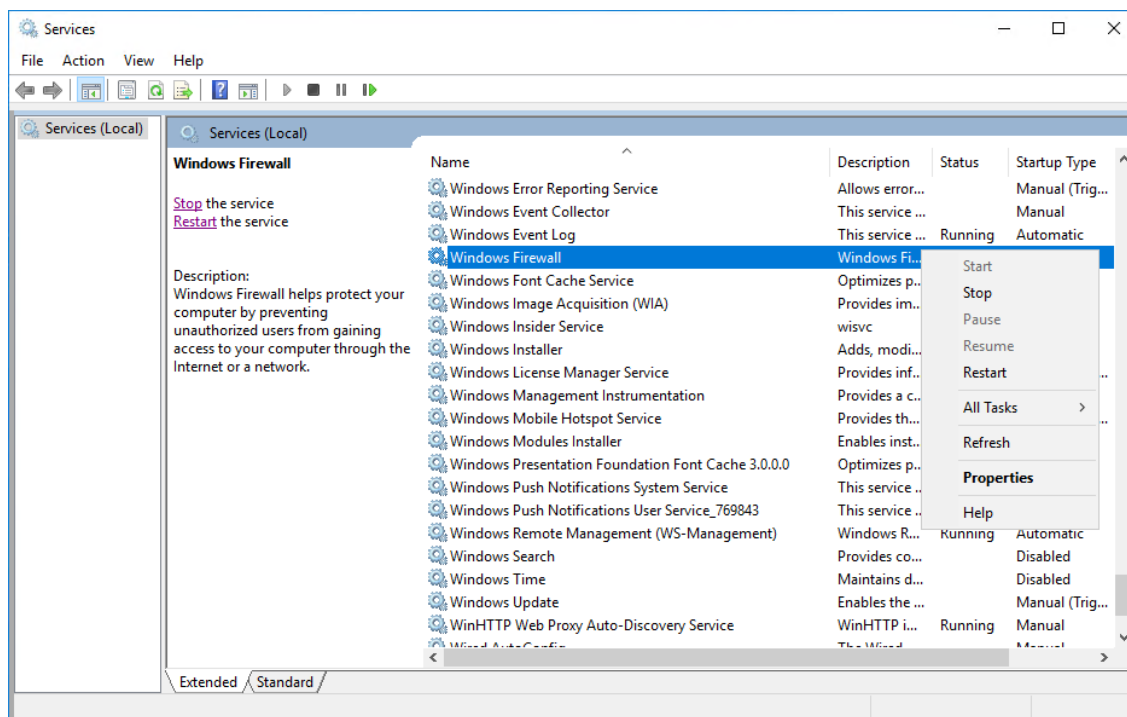 Services
File Action View Help
Services (Local)
Services (Local)
Windows Firewall
Stop the service
Restart the service
Description:
Windows Firewall helps protect your
computer by preventing
unauthorized users from gaining
access to your computer through the
Internet or a network.
Name Description Status Startup Type
Windows Error Reporting Service Allows error... Manual (Trig...
Windows Event Collector This service ... Manual
Windows Event Log This service ... Running Automatic
Windows Firewall Windows Fi...
Windows Font Cache Service Optimizes p...
Windows Image Acquisition (WIA) Provides im...
Windows Insider Service wisvc
Windows Installer Adds, modi...
Windows License Manager Service Provides inf... ...
Windows Management Instrumentation Provides a c...
Windows Mobile Hotspot Service Provides th... ...
Windows Modules Installer Enables inst...
Windows Presentation Foundation Font Cache 3.0.0.0 Optimizes p...
Windows Push Notifications System Service This service ...
Windows Push Notifications User Service_769843 This service ...
Windows Remote Management (WS-Management) Windows R... Running Automatic
Windows Search Provides co... Disabled
Windows Time Maintains d... Disabled
Windows Update Enables the ... Manual (Trig...
WinHTTP Web Proxy Auto-Discovery Service WinHTTP i... Running Manual
Wired AutoConfig The Wired Manual
Start
Stop
Pause
Resume
Restart
All Tasks
Refresh
Properties
Help
Extended Standard